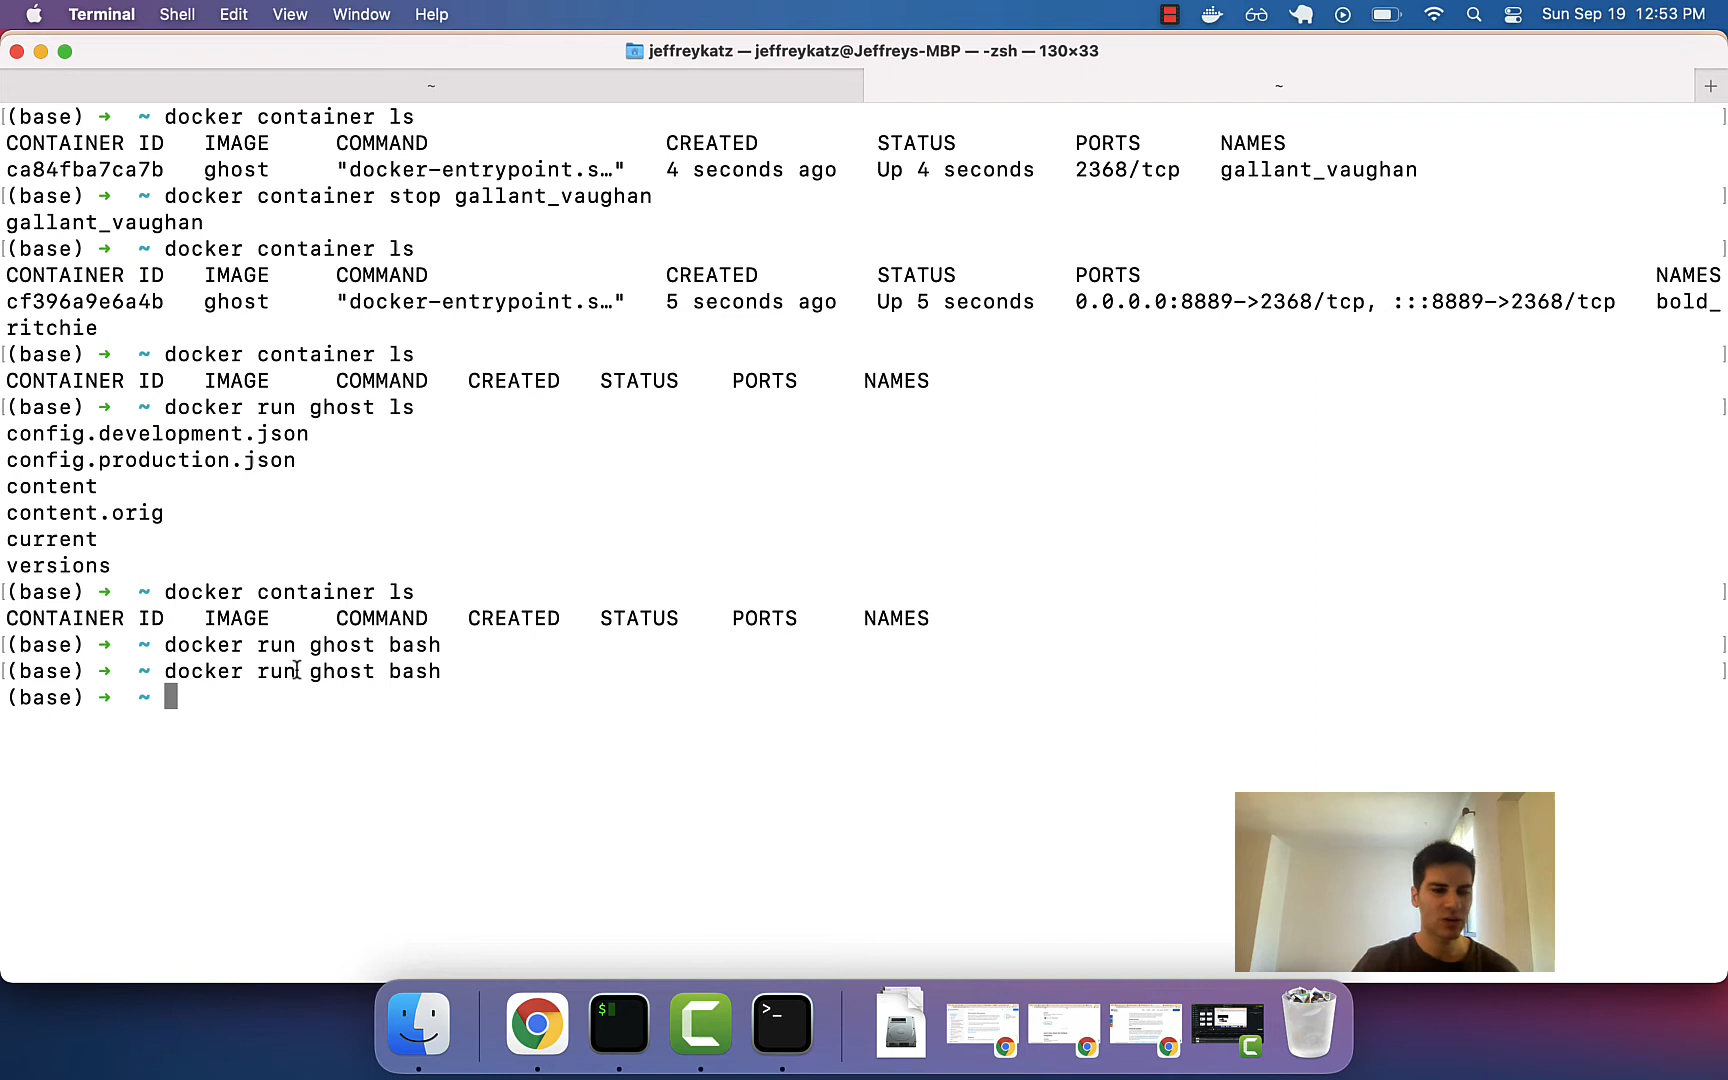 Terminal Shell Edit View Window Help Sun Sep 19 12:53 PM
jeffreykatz — jeffreykatz@Jeffreys-MBP — -zsh — 130×33
~ ~ +
[(base) ➜ ~ docker container ls ]
CONTAINER ID IMAGE COMMAND CREATED STATUS PORTS NAMES
ca84fba7ca7b ghost "docker-entrypoint.s…" 4 seconds ago Up 4 seconds 2368/tcp gallant_vaughan
[(base) ➜ ~ docker container stop gallant_vaughan ]
gallant_vaughan
[(base) ➜ ~ docker container ls ]
CONTAINER ID IMAGE COMMAND CREATED STATUS PORTS NAMES
cf396a9e6a4b ghost "docker-entrypoint.s…" 5 seconds ago Up 5 seconds 0.0.0.0:8889->2368/tcp, :::8889->2368/tcp bold_
ritchie
[(base) ➜ ~ docker container ls ]
CONTAINER ID IMAGE COMMAND CREATED STATUS PORTS NAMES
[(base) ➜ ~ docker run ghost ls ]
config.development.json
config.production.json
content
content.orig
current
versions
[(base) ➜ ~ docker container ls ]
CONTAINER ID IMAGE COMMAND CREATED STATUS PORTS NAMES
[(base) ➜ ~ docker run ghost bash ]
[(base) ➜ ~ docker run ghost bash ]
(base) ➜ ~
$ >_